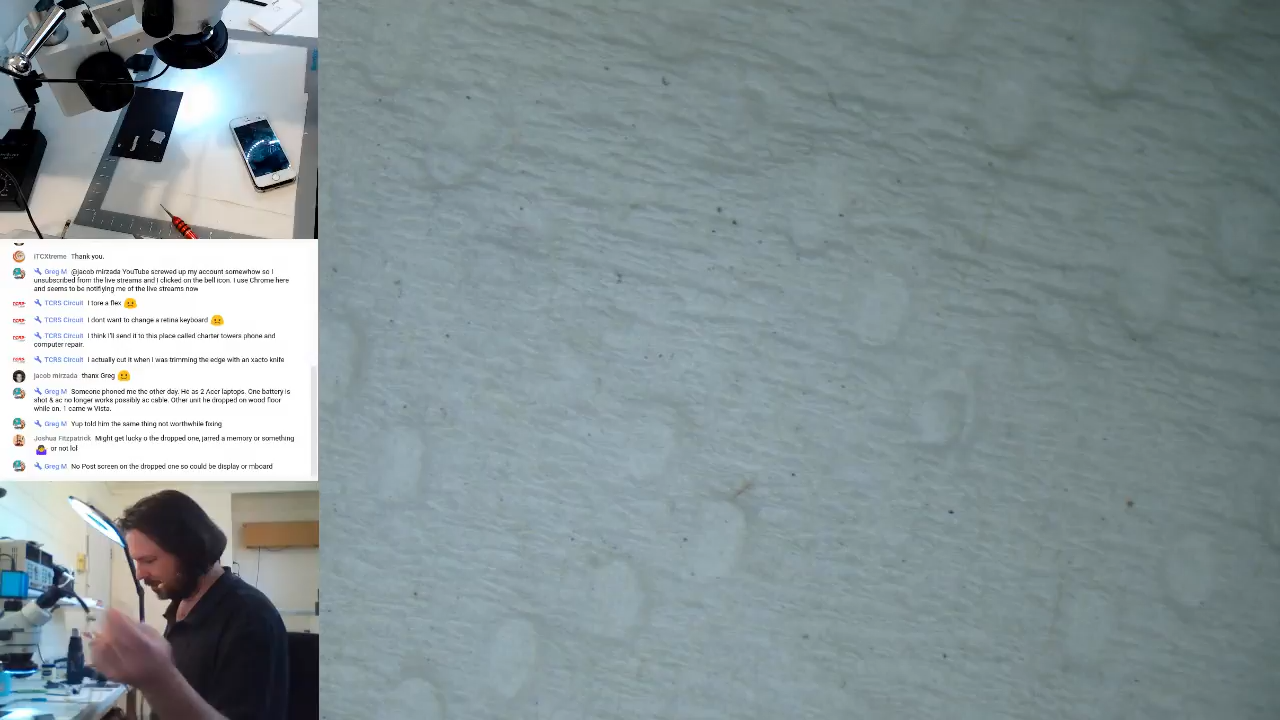 iTCXtreme Thank you.
Greg M @jacob mirzada YouTube screwed up my account somehow so I
unsubscribed from the live streams and I clicked on the bell icon. I use Chrome here
and seems to be notifiying me of the live streams now
TCRS Circuit I tore a flex
TCRS Circuit I dont want to change a retina keyboard
TCRS Circuit I think I'll send it to this place called charter towers phone and
computer repair.
TCRS Circuit I actually cut it when I was trimming the edge with an xacto knife
jacob mirzada thanx Greg
Greg M Someone phoned me the other day. He as 2 Acer laptops. One battery is
shot & ac no longer works possibly ac cable. Other unit he dropped on wood floor
while on. 1 came w Vista.
Greg M Yup told him the same thing not worthwhile fixing
Joshua Fitzpatrick Might get lucky o the dropped one, jarred a memory or something
or not lol
Greg M No Post screen on the dropped one so could be display or mboard